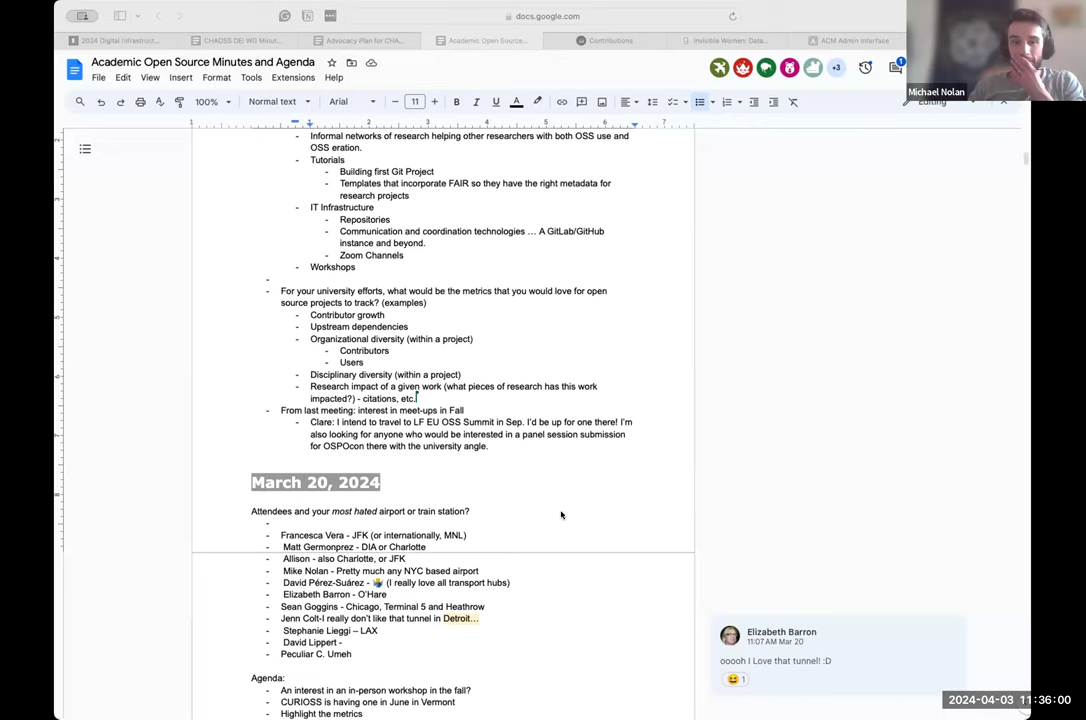 docs.google.com
2024 Digital Infrastruct...
CHAOSS DEI WG Minut...
Advocacy Plan for CHA...
Academic Open Source...
Contributions
Invisible Women: Data...
ACM Admin Interface
Academic Open Source Minutes and Agenda
File Edit View Insert Format Tools Extensions Help
+3
1
100% Normal text Arial 11 B I U A Editing
Michael Nolan
1 1 2 3 4 5 6 7
Informal networks of research helping other researchers with both OSS use and
OSS eration.
- Tutorials
- Building first Git Project
- Templates that incorporate FAIR so they have the right metadata for
research projects
- IT Infrastructure
- Repositories
- Communication and coordination technologies … A GitLab/GitHub
instance and beyond.
- Zoom Channels
- Workshops
-
- For your university efforts, what would be the metrics that you would love for open
source projects to track? (examples)
- Contributor growth
- Upstream dependencies
- Organizational diversity (within a project)
- Contributors
- Users
- Disciplinary diversity (within a project)
- Research impact of a given work (what pieces of research has this work
impacted?) - citations, etc.
- From last meeting: interest in meet-ups in Fall
- Clare: I intend to travel to LF EU OSS Summit in Sep. I'd be up for one there! I'm
also looking for anyone who would be interested in a panel session submission
for OSPOcon there with the university angle.
March 20, 2024
Attendees and your most hated airport or train station?
-
- Francesca Vera - JFK (or internationally, MNL)
- Matt Germonprez - DIA or Charlotte
- Allison - also Charlotte, or JFK
- Mike Nolan - Pretty much any NYC based airport
- David Pérez-Suárez - 🤷 (I really love all transport hubs)
- Elizabeth Barron - O'Hare
- Sean Goggins - Chicago, Terminal 5 and Heathrow
- Jenn Colt-I really don't like that tunnel in Detroit…
- Stephanie Lieggi – LAX
- David Lippert -
- Peculiar C. Umeh
Agenda:
- An interest in an in-person workshop in the fall?
- CURIOSS is having one in June in Vermont
- Highlight the metrics
Elizabeth Barron
11:07 AM Mar 20
ooooh I Love that tunnel! :D
😄 1
2024-04-03 11:36:00